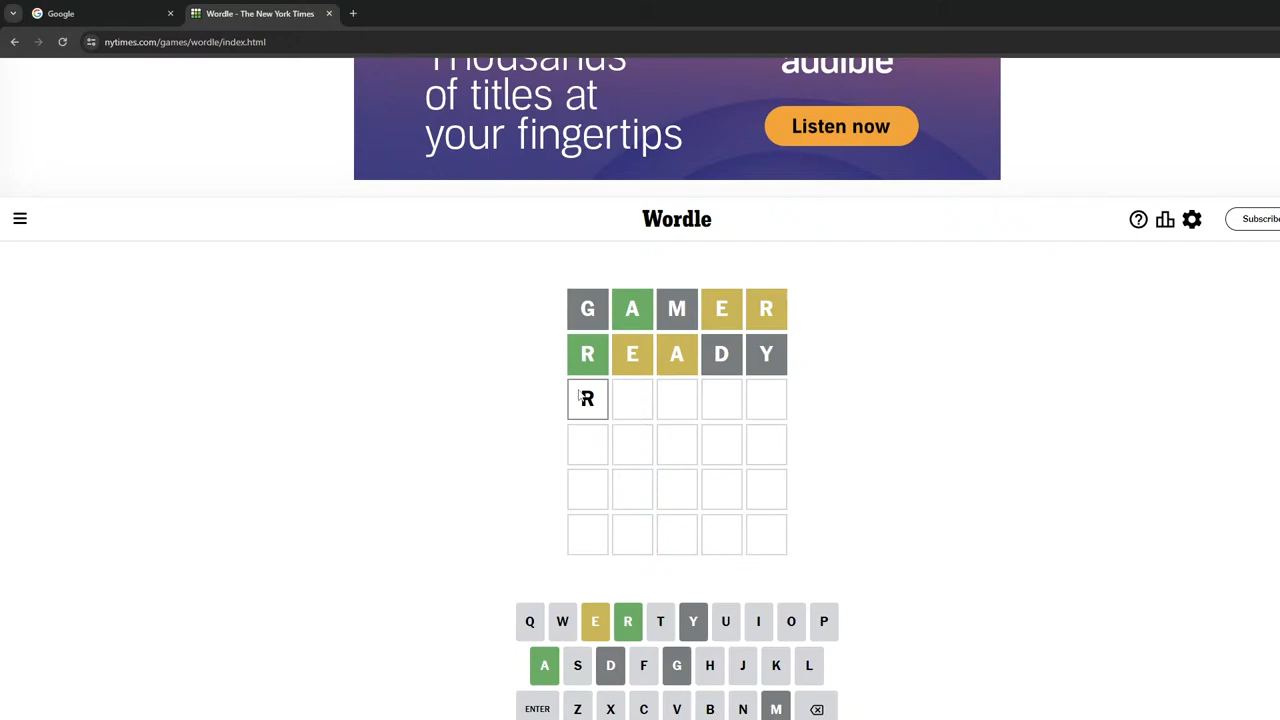 Google
Wordle - The New York Times
nytimes.com/games/wordle/index.html
Thousands
audible
of titles at
your fingertips
Listen now
Wordle
Subscribe
G A M E R
R E A D Y
R
Q W E R T Y U I O P
A S D F G H J K L
ENTER Z X C V B N M